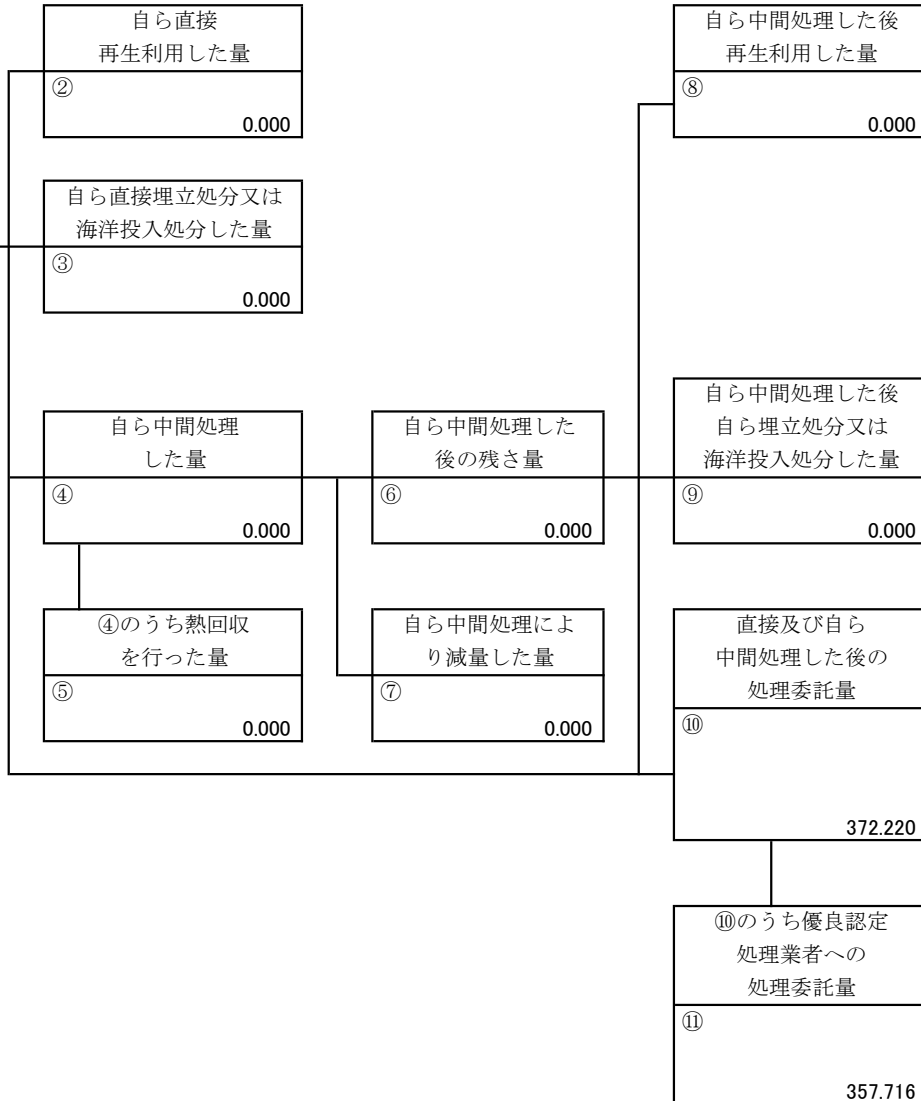 自ら直接
再生利用した量
②
0.000
自ら中間処理した後
再生利用した量
⑧
0.000
自ら直接埋立処分又は
海洋投入処分した量
③
0.000
自ら中間処理
した量
④
0.000
自ら中間処理した
後の残さ量
⑥
0.000
自ら中間処理した後
自ら埋立処分又は
海洋投入処分した量
⑨
0.000
④のうち熱回収
を行った量
⑤
0.000
自ら中間処理によ
り減量した量
⑦
0.000
直接及び自ら
中間処理した後の
処理委託量
⑩
372.220
⑩のうち優良認定
処理業者への
処理委託量
⑪
357.716